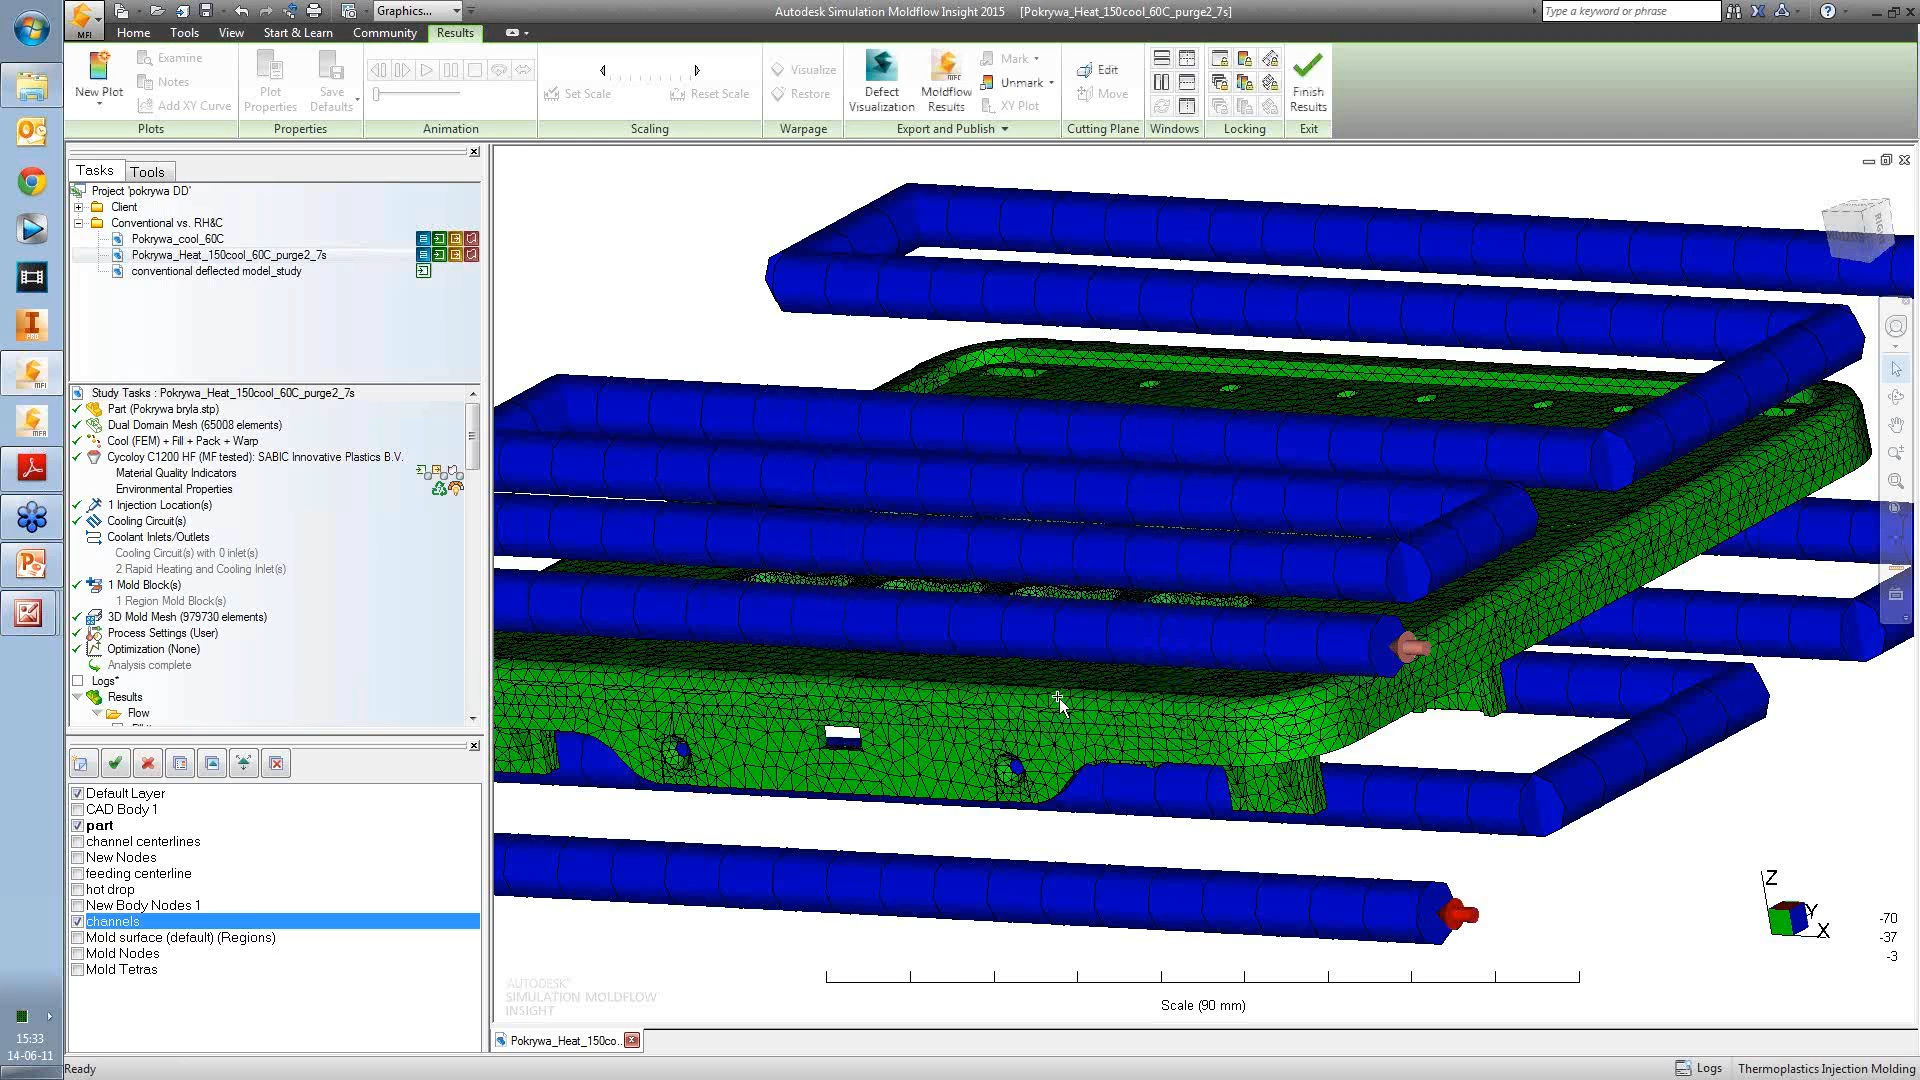 Graphics...
Autodesk Simulation Moldflow Insight 2015 [Pokrywa_Heat_150cool_60C_purge2_7s]
Type a keyword or phrase
MFI
Home Tools View Start & Learn Community Results
New Plot
Examine
Notes
Add XY Curve
Plots
Plot Properties
Save Defaults
Properties
Animation
Set Scale
Reset Scale
Scaling
Visualize
Restore
Warpage
Defect Visualization
Moldflow Results
Mark
Unmark
XY Plot
Export and Publish
Edit
Move
Cutting Plane
Windows
Locking
Finish Results
Exit
Tasks Tools
Project 'pokrywa DD'
Client
Conventional vs. RH&C
Pokrywa_cool_60C
Pokrywa_Heat_150cool_60C_purge2_7s
conventional deflected model_study
Study Tasks : Pokrywa_Heat_150cool_60C_purge2_7s
Part (Pokrywa bryla.stp)
Dual Domain Mesh (65008 elements)
Cool (FEM) + Fill + Pack + Warp
Cycoloy C1200 HF (MF tested): SABIC Innovative Plastics B.V.
Material Quality Indicators
Environmental Properties
1 Injection Location(s)
Cooling Circuit(s)
Coolant Inlets/Outlets
Cooling Circuit(s) with 0 inlet(s)
2 Rapid Heating and Cooling Inlet(s)
1 Mold Block(s)
1 Region Mold Block(s)
3D Mold Mesh (979730 elements)
Process Settings (User)
Optimization (None)
Analysis complete
Logs*
Results
Flow
Default Layer
CAD Body 1
part
channel centerlines
New Nodes
feeding centerline
hot drop
New Body Nodes 1
channels
Mold surface (default) (Regions)
Mold Nodes
Mold Tetras
AUTODESK®
SIMULATION MOLDFLOW
INSIGHT
Scale (90 mm)
Z
Y
X
-70
-37
-3
Pokrywa_Heat_150co...
15:33
14-06-11
Ready
Logs
Thermoplastics Injection Molding